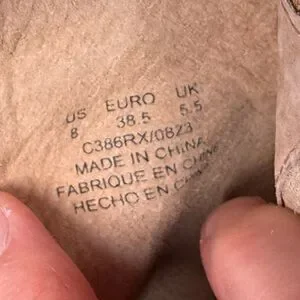 US EURO UK
8 38.5 5.5
C386RX/0823
MADE IN CHINA
FABRIQUE EN CHINE
HECHO EN CHINA